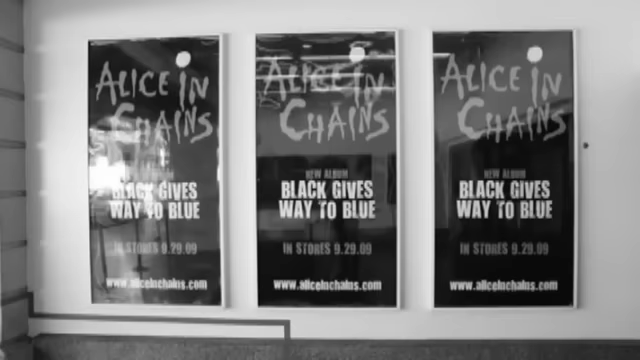 ALICE IN
CHAINS
NEW ALBUM
BLACK GIVES
WAY TO BLUE
IN STORES 9.29.09
www.aliceinchains.com
ALICE IN
CHAINS
NEW ALBUM
BLACK GIVES
WAY TO BLUE
IN STORES 9.29.09
www.aliceinchains.com
ALICE IN
CHAINS
NEW ALBUM
BLACK GIVES
WAY TO BLUE
IN STORES 9.29.09
www.aliceinchains.com